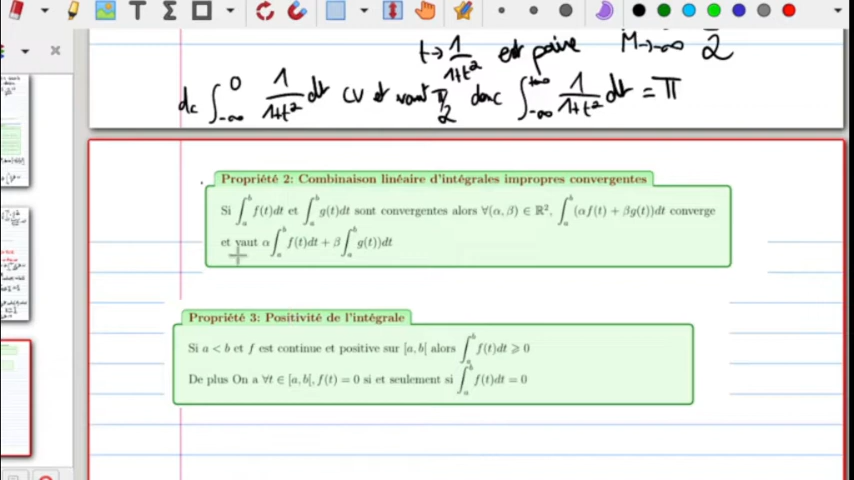 t→ 1/1+t² est paire M→-∞ 2
dc ∫_{-∞}^{0} 1/1+t² dt CV et vaut π/2 donc ∫_{-∞}^{+∞} 1/1+t² dt = π
Propriété 2: Combinaison linéaire d'intégrales impropres convergentes
Si ∫_a^b f(t)dt et ∫_a^b g(t)dt sont convergentes alors ∀(α, β) ∈ ℝ², ∫_a^b (αf(t) + βg(t))dt converge
et vaut α∫_a^b f(t)dt + β∫_a^b g(t))dt
Propriété 3: Positivité de l'intégrale
Si a < b et f est continue et positive sur [a, b[ alors ∫_a^b f(t)dt ⩾ 0
De plus On a ∀t ∈ [a, b[, f(t) = 0 si et seulement si ∫_a^b f(t)dt = 0